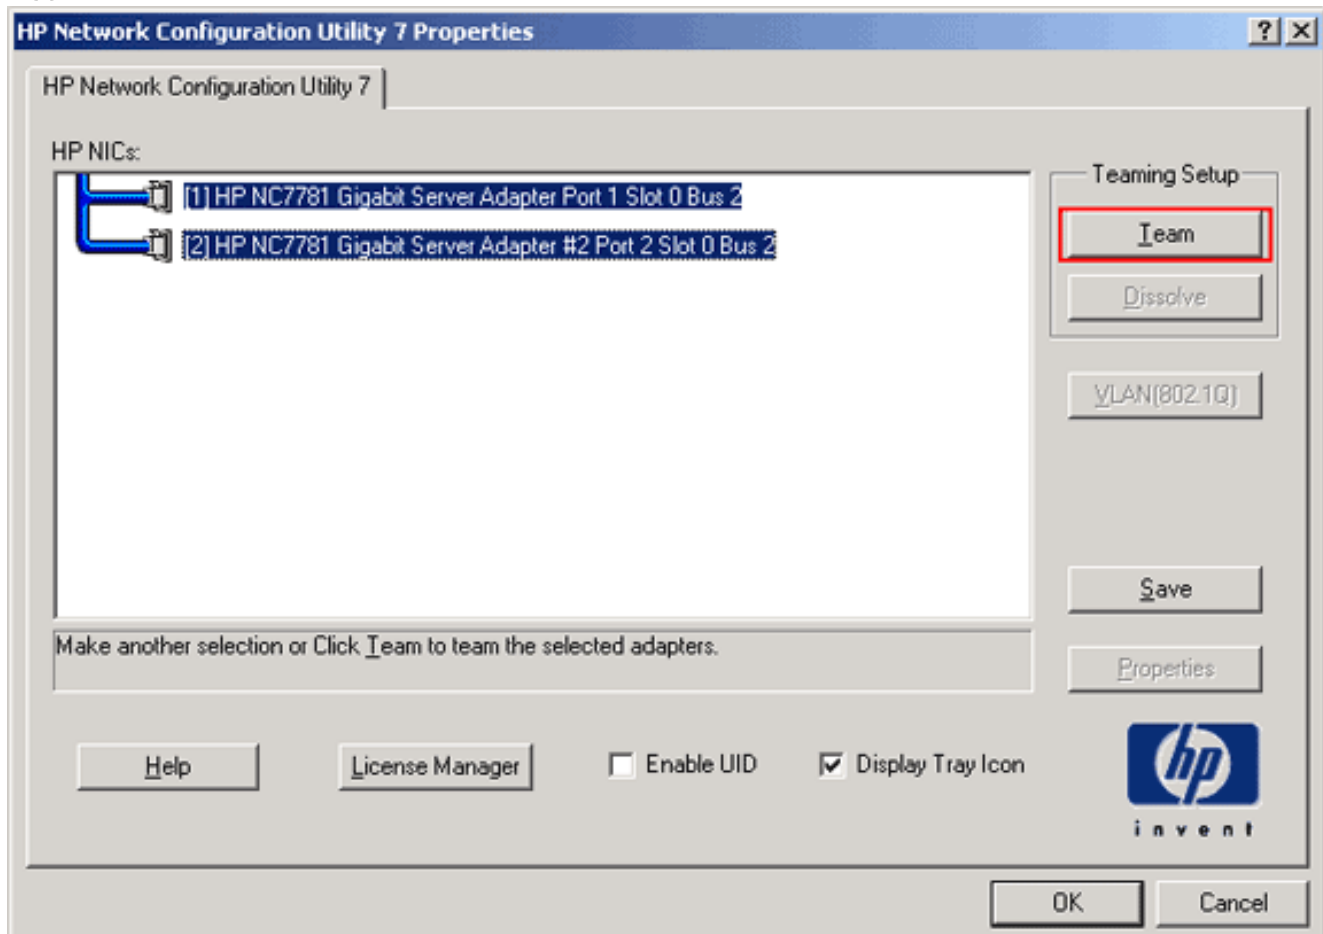 HP Network Configuration Utility 7 Properties
HP Network Configuration Utility 7
HP NICs:
[1] HP NC7781 Gigabit Server Adapter Port 1 Slot 0 Bus 2
[2] HP NC7781 Gigabit Server Adapter #2 Port 2 Slot 0 Bus 2
Teaming Setup
Team
Dissolve
VLAN(802.1Q)
Save
Make another selection or Click Team to team the selected adapters.
Properties
Help
License Manager
Enable UID
Display Tray Icon
hp
invent
OK
Cancel